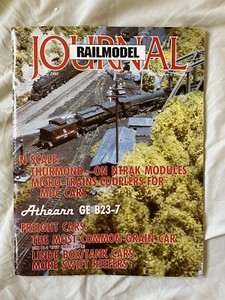 RAILMODEL
JOURNAL
N SCALE:
THURMOND—ON NTRAK MODULES
MICRO-TRAINS COUPLERS FOR
MDC CARS
Athearn GE B23-7
FREIGHT CARS:
THE MOST COMMON GRAIN CAR
LINDE BOX/TANK CARS
MORE SWIFT REEFERS